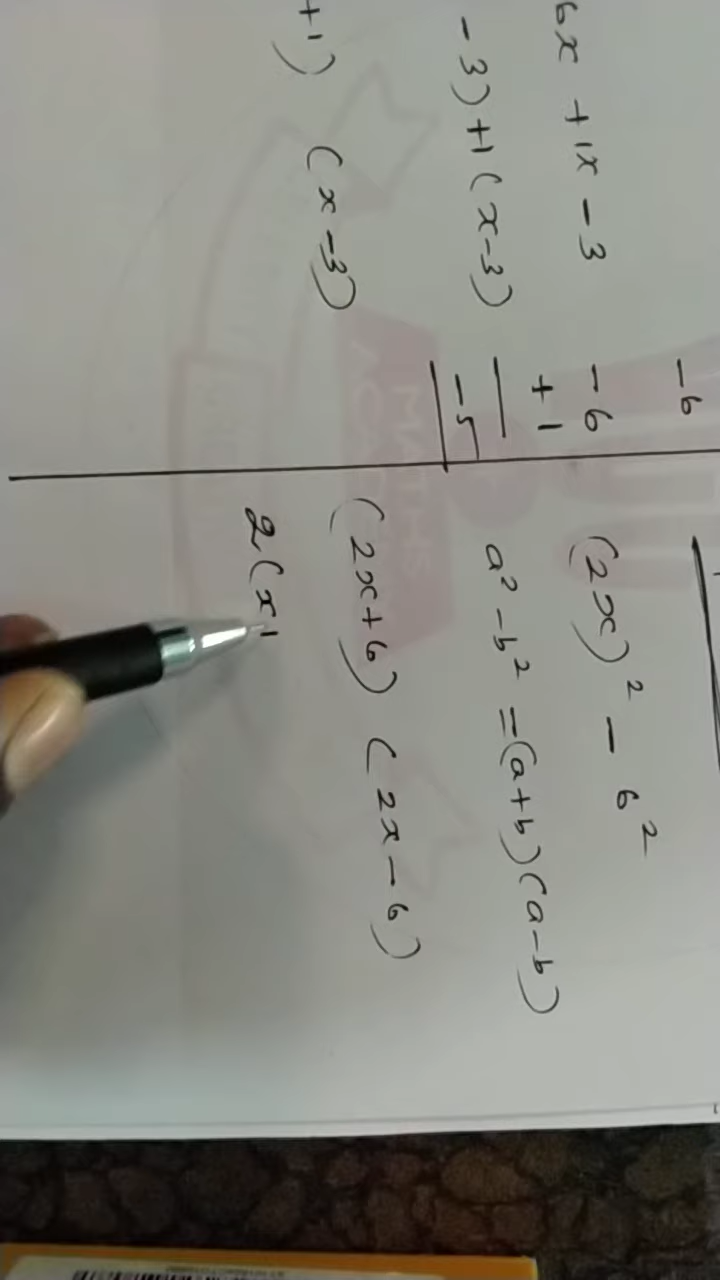 -6
6x + 1x - 3
-3) + 1(x-3)
+1) (x-3)
-6
+1
-5
(2x)² - 6²
a² - b² = (a+b)(a-b)
(2x+6) (2x-6)
2(x
MATHS